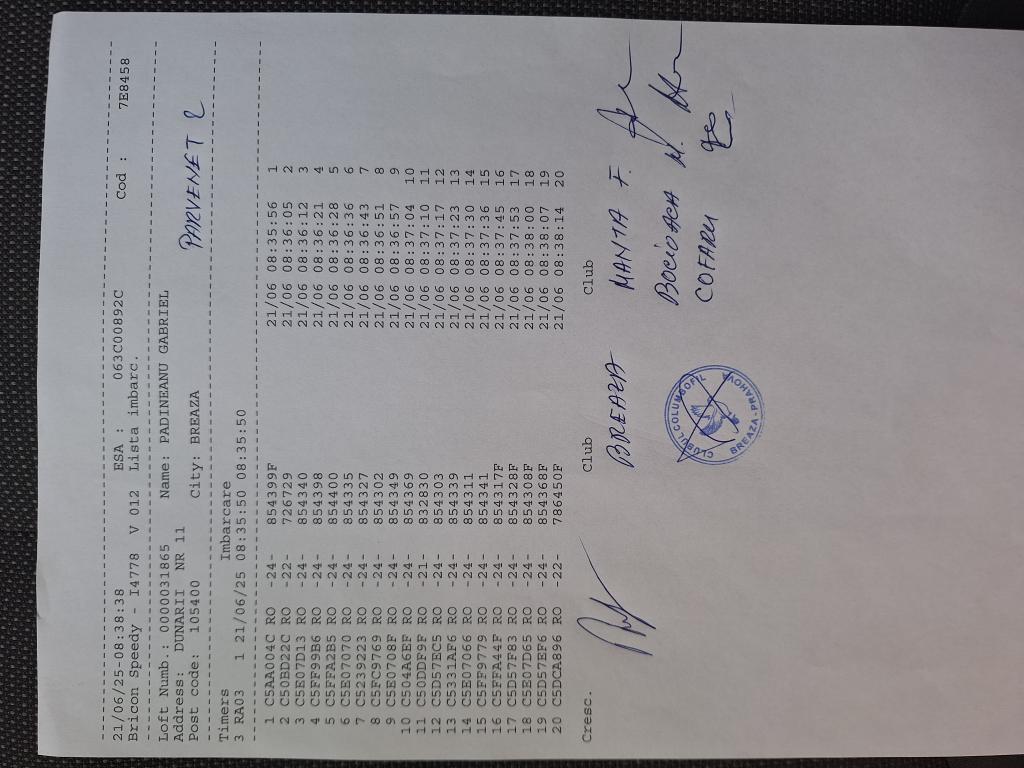 --------------------------------------------------------------------------------
21/06/25-08:38:38 ESA : 063C00892C Cod : 7E8458
Bricon Speedy - I4778 V 012 Lista imbarc.
--------------------------------------------------------------------------------
Loft Numb.: 0000031865 Name: PADINEANU GABRIEL
Address: DUNARII NR 11
Post code: 105400 City: BREAZA
PARVENET 2
--------------------------------------------------------------------------------
Timers Imbarcare
3 RA03 1 21/06/25 08:35:50 08:35:50
--------------------------------------------------------------------------------
1 C5AA004C RO -24- 854399F 21/06 08:35:56 1
2 C50BD22C RO -22- 726729 21/06 08:36:05 2
3 C5E07D13 RO -24- 854340 21/06 08:36:12 3
4 C5FF99B6 RO -24- 854398 21/06 08:36:21 4
5 C5FFA2B5 RO -24- 854400 21/06 08:36:28 5
6 C5E07070 RO -24- 854335 21/06 08:36:36 6
7 C5239223 RO -24- 854327 21/06 08:36:43 7
8 C5FC9769 RO -24- 854302 21/06 08:36:51 8
9 C5E0708F RO -24- 854349 21/06 08:36:57 9
10 C504A6EF RO -24- 854369 21/06 08:37:04 10
11 C50DDF9F RO -21- 832830 21/06 08:37:10 11
12 C5D57EC5 RO -24- 854303 21/06 08:37:17 12
13 C5331AF6 RO -24- 854339 21/06 08:37:23 13
14 C5E07066 RO -24- 854311 21/06 08:37:30 14
15 C5FF9779 RO -24- 854341 21/06 08:37:36 15
16 C5FFA44F RO -24- 854317F 21/06 08:37:45 16
17 C5D57F83 RO -24- 854328F 21/06 08:37:53 17
18 C5E07D65 RO -24- 854308F 21/06 08:38:00 18
19 C5D57EF6 RO -24- 854368F 21/06 08:38:07 19
20 C5DCA896 RO -22- 786450F 21/06 08:38:14 20
Cresc. Club Club
BREAZA MANTA F.
BOCIOACA M.
COFARU
CLUBUL COLUMBOFIL
BREAZA-PRAHOVA